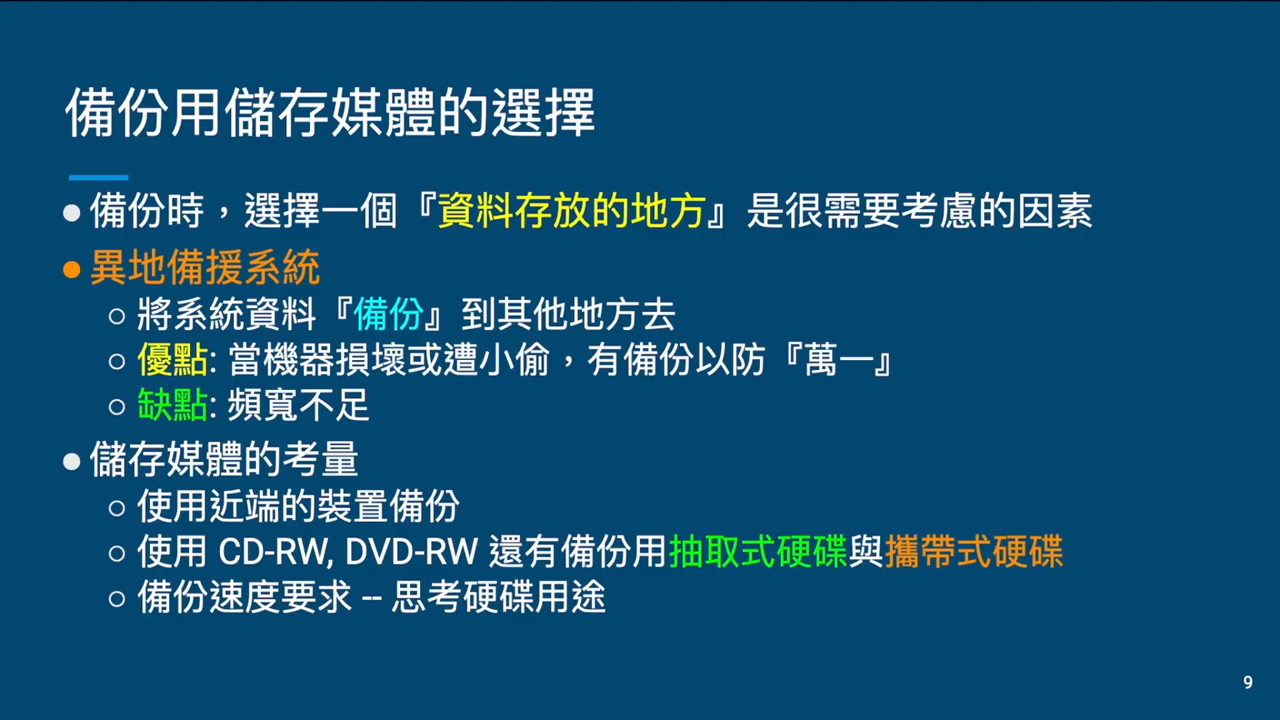 備份用儲存媒體的選擇
● 備份時，選擇一個『資料存放的地方』是很需要考慮的因素
● 異地備援系統
○ 將系統資料『備份』到其他地方去
○ 優點: 當機器損壞或遭小偷，有備份以防『萬一』
○ 缺點: 頻寬不足
● 儲存媒體的考量
○ 使用近端的裝置備份
○ 使用 CD-RW, DVD-RW 還有備份用抽取式硬碟與攜帶式硬碟
○ 備份速度要求 -- 思考硬碟用途
9